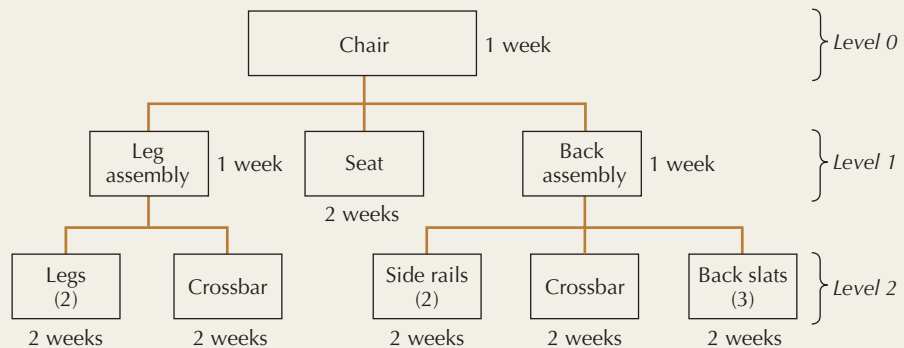 Chair
1 week
Level 0
Leg
assembly
1 week
Seat
Back
assembly
1 week
Level 1
2 weeks
Legs
(2)
Crossbar
Side rails
(2)
Crossbar
Back slats
(3)
Level 2
2 weeks
2 weeks
2 weeks
2 weeks
2 weeks